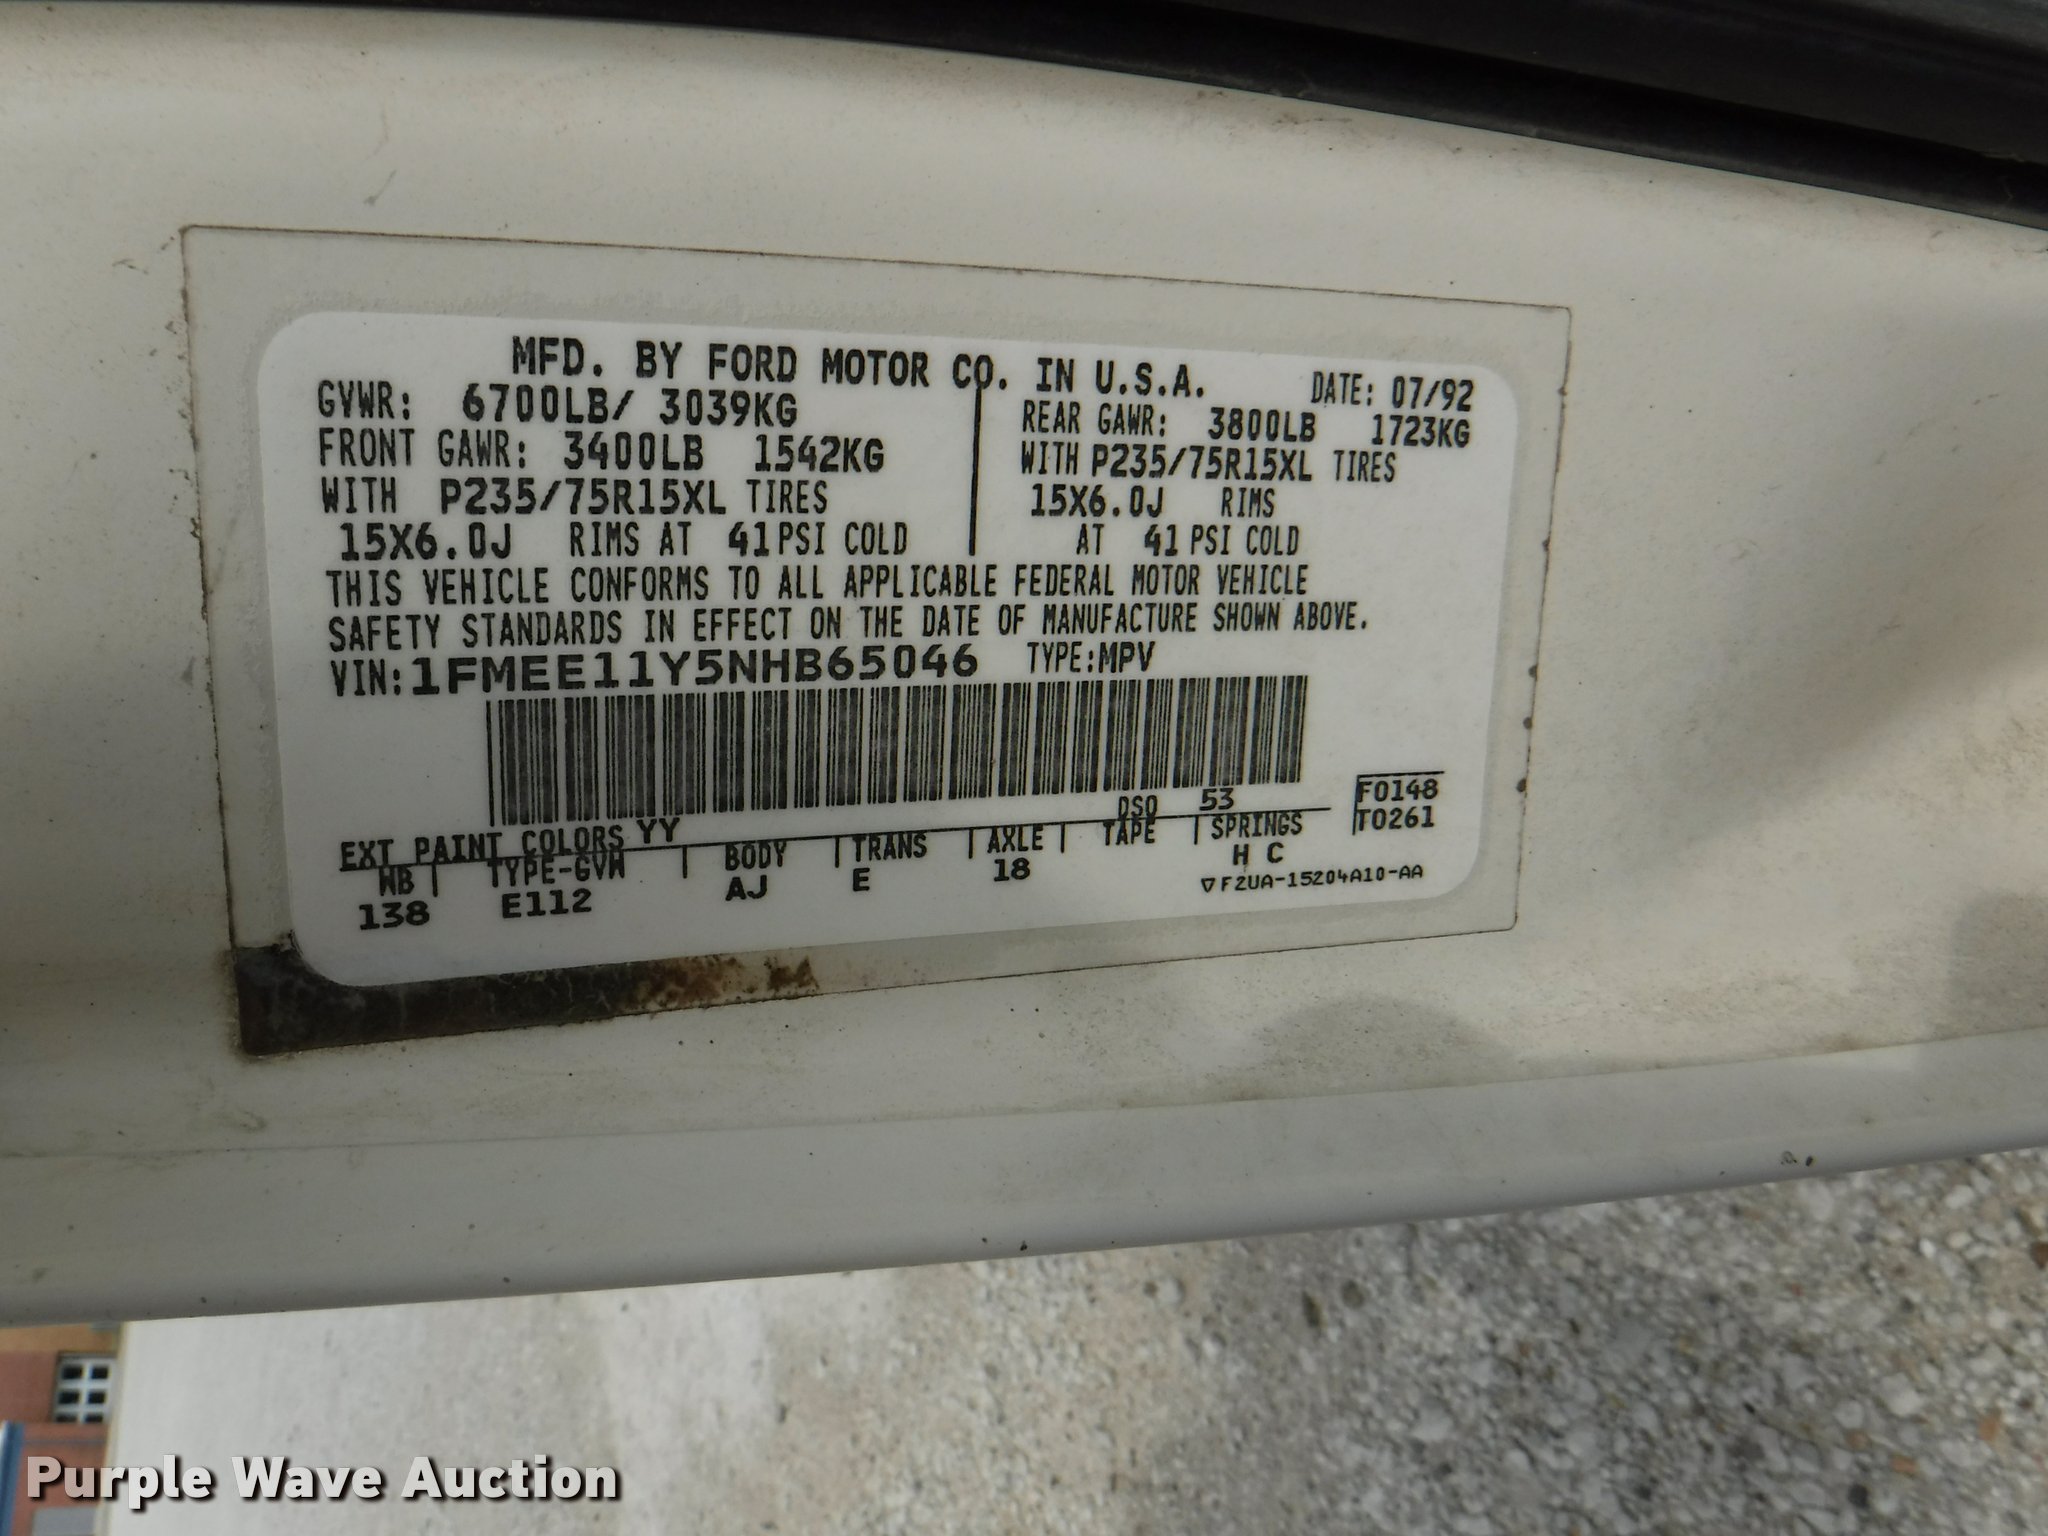 MFD. BY FORD MOTOR CO. IN U.S.A.
DATE: 07/92
GVWR: 6700LB/ 3039KG
FRONT GAWR: 3400LB 1542KG
WITH P235/75R15XL TIRES
15X6.0J RIMS AT 41 PSI COLD
REAR GAWR: 3800LB 1723KG
WITH P235/75R15XL TIRES
15X6.0J RIMS
AT 41 PSI COLD
THIS VEHICLE CONFORMS TO ALL APPLICABLE FEDERAL MOTOR VEHICLE
SAFETY STANDARDS IN EFFECT ON THE DATE OF MANUFACTURE SHOWN ABOVE.
VIN: 1FMEE11Y5NHB65046 TYPE: MPV
EXT PAINT COLORS YY DSO 53
F0148
T0261
WB TYPE-GVW BODY TRANS AXLE TAPE SPRINGS
138 E112 AJ E 18 H C
▽F2UA-15204A10-AA
Purple Wave Auction